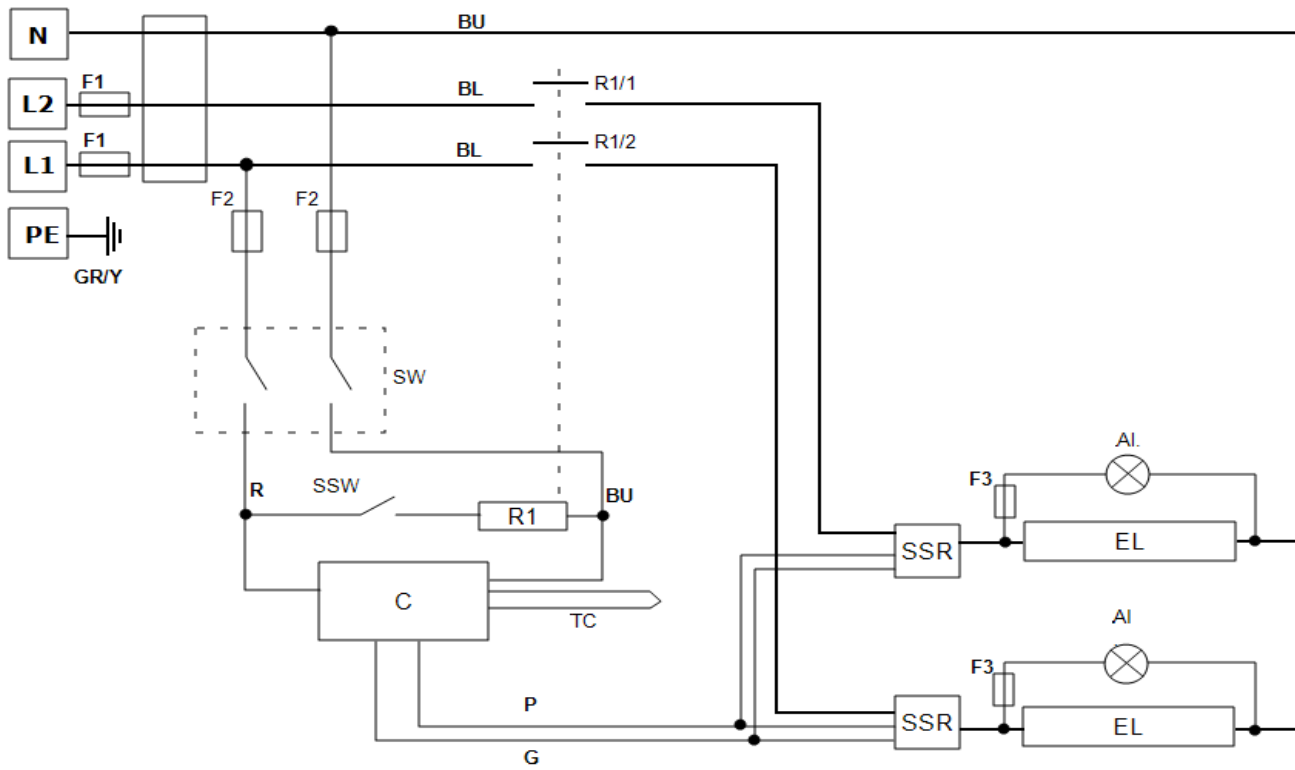 N
BU
L2
F1
BL
R1/1
L1
F1
BL
R1/2
F2
F2
PE
GR/Y
SW
R
SSW
R1
BU
C
TC
P
G
SSR
F3
AI.
EL
SSR
F3
AI
EL